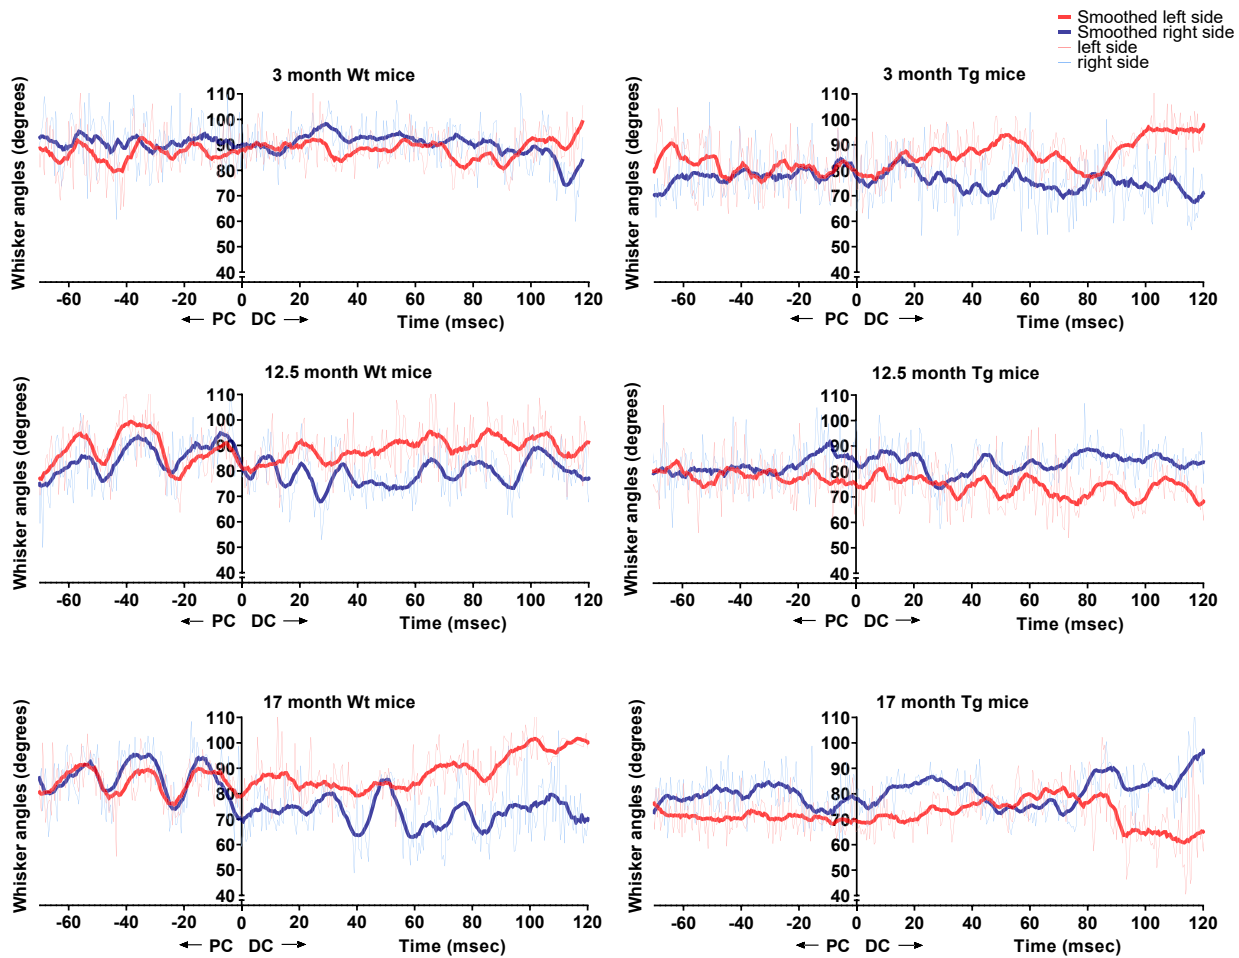 Smoothed left side
Smoothed right side
left side
right side
3 month Wt mice
Whisker angles (degrees)
110
100
90
80
70
60
50
40
-60 -40 -20 0 20 40 60 80 100 120
← PC DC →
Time (msec)
3 month Tg mice
Whisker angles (degrees)
110
100
90
80
70
60
50
40
-60 -40 -20 0 20 40 60 80 100 120
← PC DC →
Time (msec)
12.5 month Wt mice
Whisker angles (degrees)
110
100
90
80
70
60
50
40
-60 -40 -20 0 20 40 60 80 100 120
← PC DC →
Time (msec)
12.5 month Tg mice
Whisker angles (degrees)
110
100
90
80
70
60
50
40
-60 -40 -20 0 20 40 60 80 100 120
← PC DC →
Time (msec)
17 month Wt mice
Whisker angles (degrees)
110
100
90
80
70
60
50
40
-60 -40 -20 0 20 40 60 80 100 120
← PC DC →
Time (msec)
17 month Tg mice
Whisker angles (degrees)
110
100
90
80
70
60
50
40
-60 -40 -20 0 20 40 60 80 100 120
← PC DC →
Time (msec)